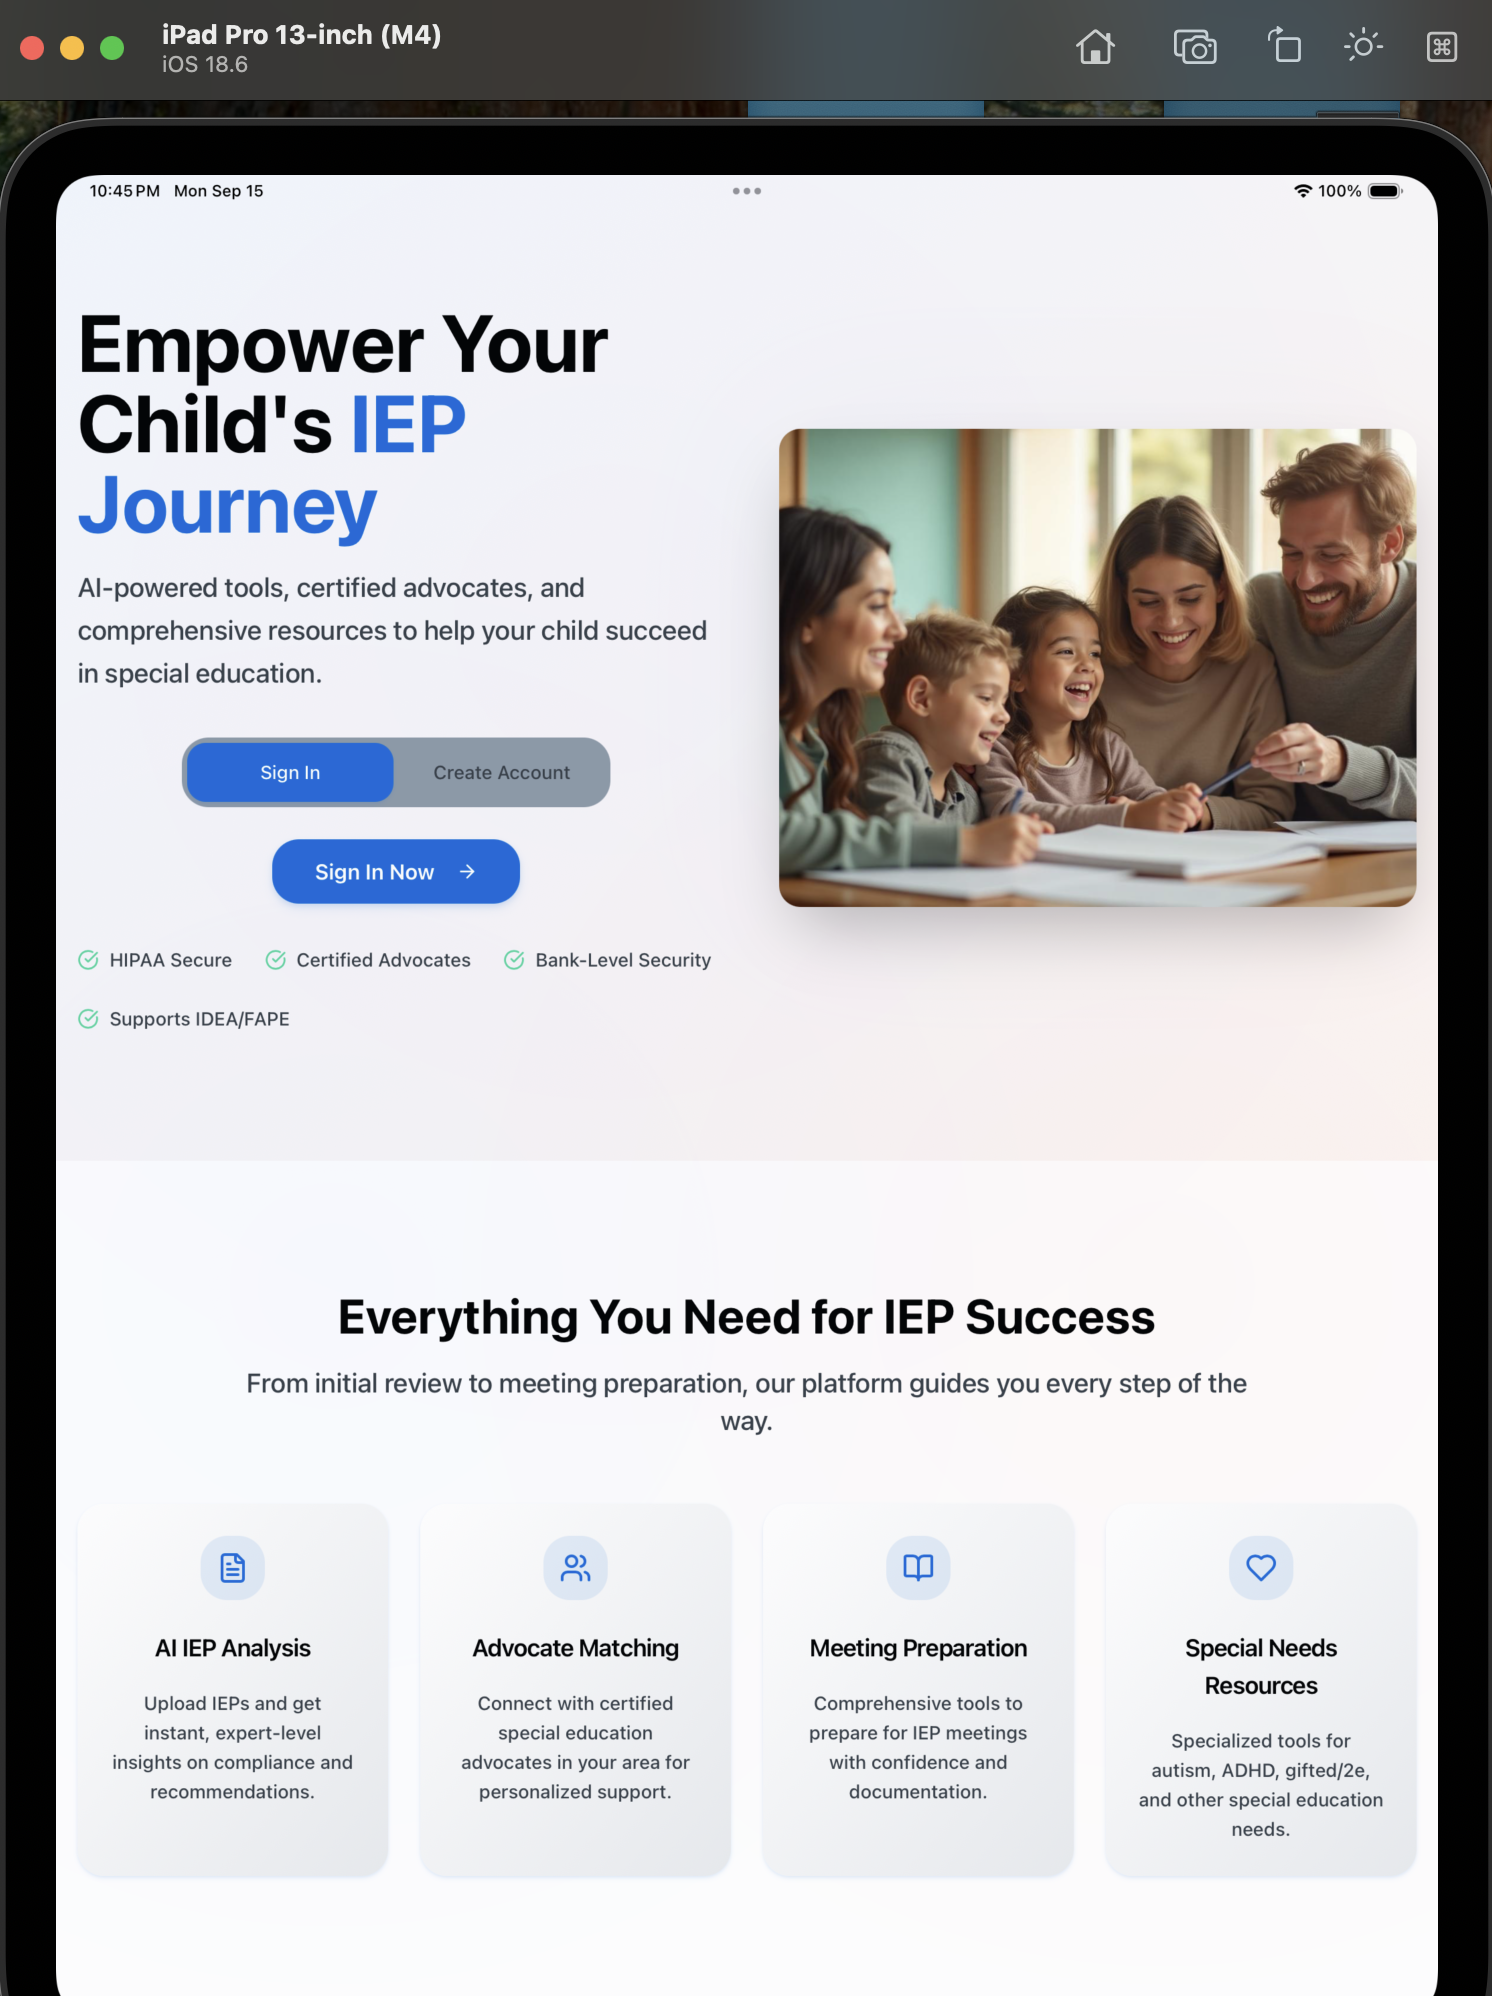 iPad Pro 13-inch (M4)
iOS 18.6
10:45 PM Mon Sep 15
100%
Empower Your
Child's IEP
Journey
AI-powered tools, certified advocates, and
comprehensive resources to help your child succeed
in special education.
Sign In
Create Account
Sign In Now →
HIPAA Secure
Certified Advocates
Bank-Level Security
Supports IDEA/FAPE
Everything You Need for IEP Success
From initial review to meeting preparation, our platform guides you every step of the
way.
AI IEP Analysis
Upload IEPs and get
instant, expert-level
insights on compliance and
recommendations.
Advocate Matching
Connect with certified
special education
advocates in your area for
personalized support.
Meeting Preparation
Comprehensive tools to
prepare for IEP meetings
with confidence and
documentation.
Special Needs
Resources
Specialized tools for
autism, ADHD, gifted/2e,
and other special education
needs.